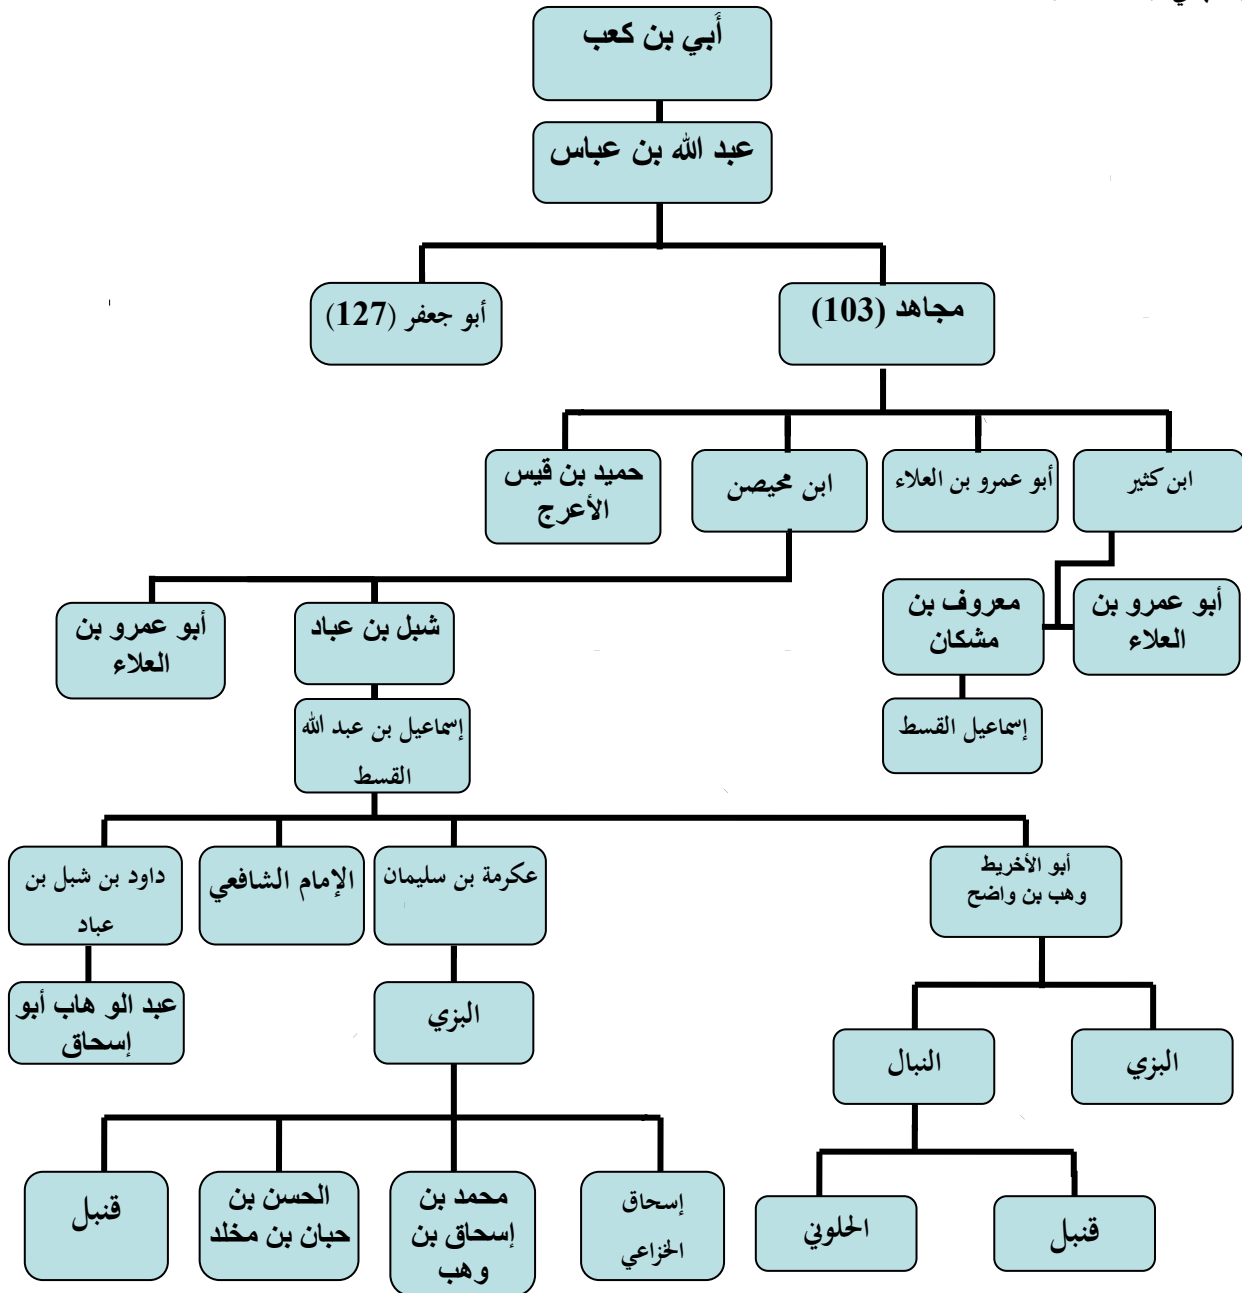 أَبي بن كعب
عبد الله بن عباس
مجاهد (103)
أبو جعفر (127)
ابن كثير
أبو عمرو بن العلاء
ابن محيصن
حميد بن قيس
الأعرج
أبو عمرو بن
العلاء
معروف بن
مشكان
شبل بن عباد
أبو عمرو بن
العلاء
إسماعيل القسط
إسماعيل بن عبد الله
القسط
أبو الأخريط
وهب بن واضح
عكرمة بن سليمان
الإمام الشافعي
داود بن شبل بن
عباد
البزي
عبد الو هاب أبو
إسحاق
البزي
النبال
إسحاق
الخزاعي
محمد بن
إسحاق بن
وهب
الحسن بن
حبان بن مخلد
قنبل
قنبل
الحلوني